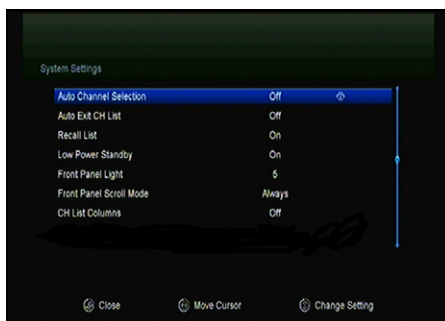 System Settings
Auto Channel Selection Off
Auto Exit CH List Off
Recall List On
Low Power Standby On
Front Panel Light 5
Front Panel Scroll Mode Always
CH List Columns Off
Close Move Cursor Change Setting